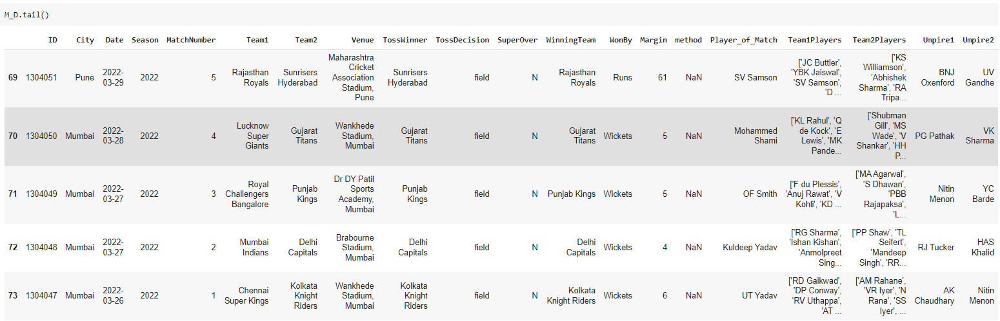 M_D.tail()
ID City Date Season MatchNumber Team1 Team2 Venue TossWinner TossDecision SuperOver WinningTeam WonBy Margin method Player_of_Match Team1Players Team2Players Umpire1 Umpire2
69 1304051 Pune 2022-03-29 2022 5 Rajasthan Royals Sunrisers Hyderabad Maharashtra Cricket Association Stadium, Pune Sunrisers Hyderabad field N Rajasthan Royals Runs 61 NaN SV Samson ['JC Buttler', 'YBK Jaiswal', 'SV Samson', 'D ... ['KS Williamson', 'Abhishek Sharma', 'RA Tripa... BNJ Oxenford UV Gandhe
70 1304050 Mumbai 2022-03-28 2022 4 Lucknow Super Giants Gujarat Titans Wankhede Stadium, Mumbai Gujarat Titans field N Gujarat Titans Wickets 5 NaN Mohammed Shami ['KL Rahul', 'Q de Kock', 'E Lewis', 'MK Pande... ['Shubman Gill', 'MS Wade', 'V Shankar', 'HH P... PG Pathak VK Sharma
71 1304049 Mumbai 2022-03-27 2022 3 Royal Challengers Bangalore Punjab Kings Dr DY Patil Sports Academy, Mumbai Punjab Kings field N Punjab Kings Wickets 5 NaN OF Smith ['F du Plessis', 'Anuj Rawat', 'V Kohli', 'KD ... ['MA Agarwal', 'S Dhawan', 'PBB Rajapaksa', 'L... Nitin Menon YC Barde
72 1304048 Mumbai 2022-03-27 2022 2 Mumbai Indians Delhi Capitals Brabourne Stadium, Mumbai Delhi Capitals field N Delhi Capitals Wickets 4 NaN Kuldeep Yadav ['RG Sharma', 'Ishan Kishan', 'Anmolpreet Sing... ['PP Shaw', 'TL Seifert', 'Mandeep Singh', 'RR... RJ Tucker HAS Khalid
73 1304047 Mumbai 2022-03-26 2022 1 Chennai Super Kings Kolkata Knight Riders Wankhede Stadium, Mumbai Kolkata Knight Riders field N Kolkata Knight Riders Wickets 6 NaN UT Yadav ['RD Gaikwad', 'DP Conway', 'RV Uthappa', 'AT ... ['AM Rahane', 'VR Iyer', 'N Rana', 'SS Iyer', ... AK Chaudhary Nitin Menon